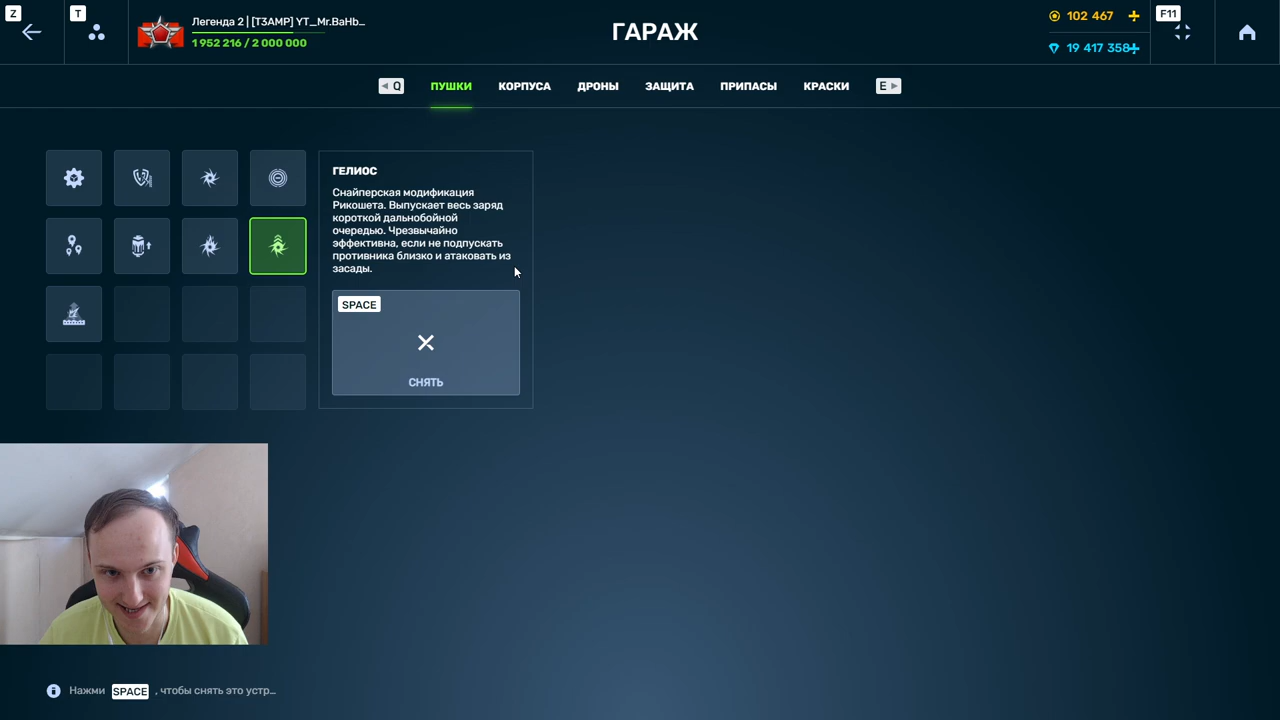 Z
T
Легенда 2 | [T3AMP] YT_Mr.BaHb...
1 952 216 / 2 000 000
ГАРАЖ
102 467
19 417 358
F11
Q
ПУШКИ
КОРПУСА
ДРОНЫ
ЗАЩИТА
ПРИПАСЫ
КРАСКИ
E
ГЕЛИОС
Снайперская модификация
Рикошета. Выпускает весь заряд
короткой дальнобойной
очередью. Чрезвычайно
эффективна, если не подпускать
противника близко и атаковать из
засады.
SPACE
СНЯТЬ
Нажми SPACE , чтобы снять это устр...